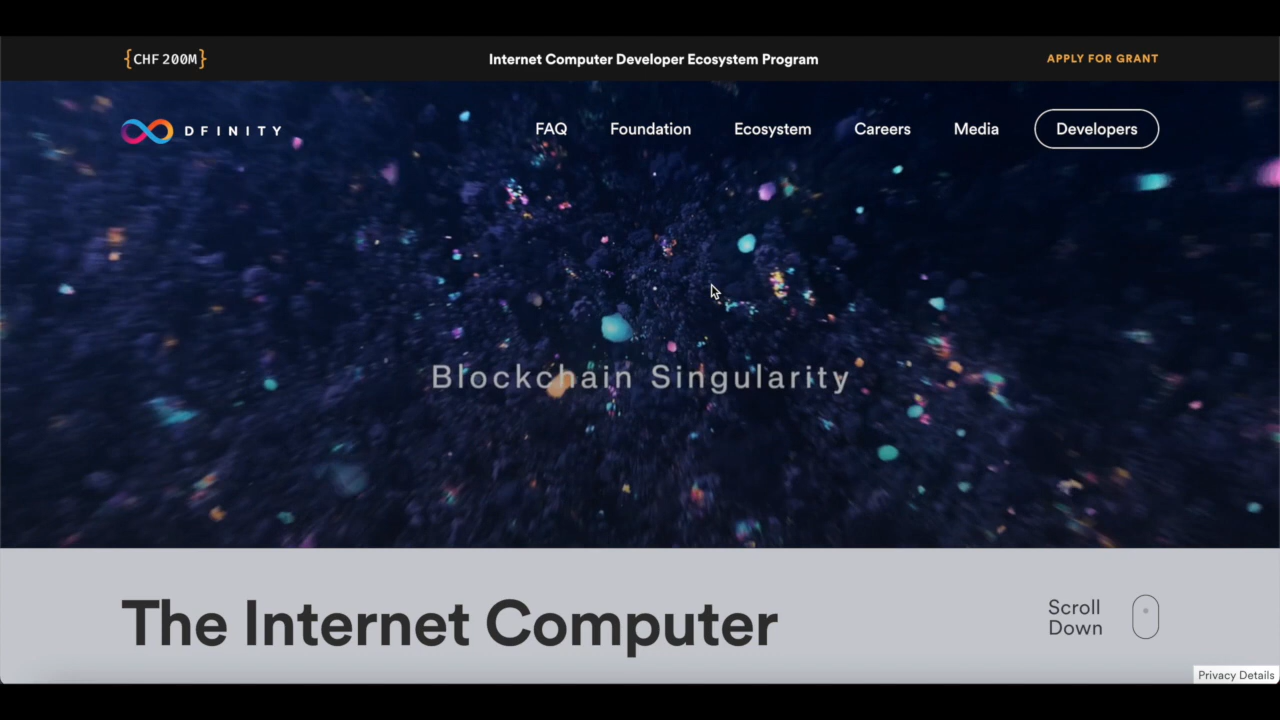 {CHF 200M}
Internet Computer Developer Ecosystem Program
APPLY FOR GRANT
DFINITY
FAQ
Foundation
Ecosystem
Careers
Media
Developers
Blockchain Singularity
The Internet Computer
Scroll
Down
Privacy Details